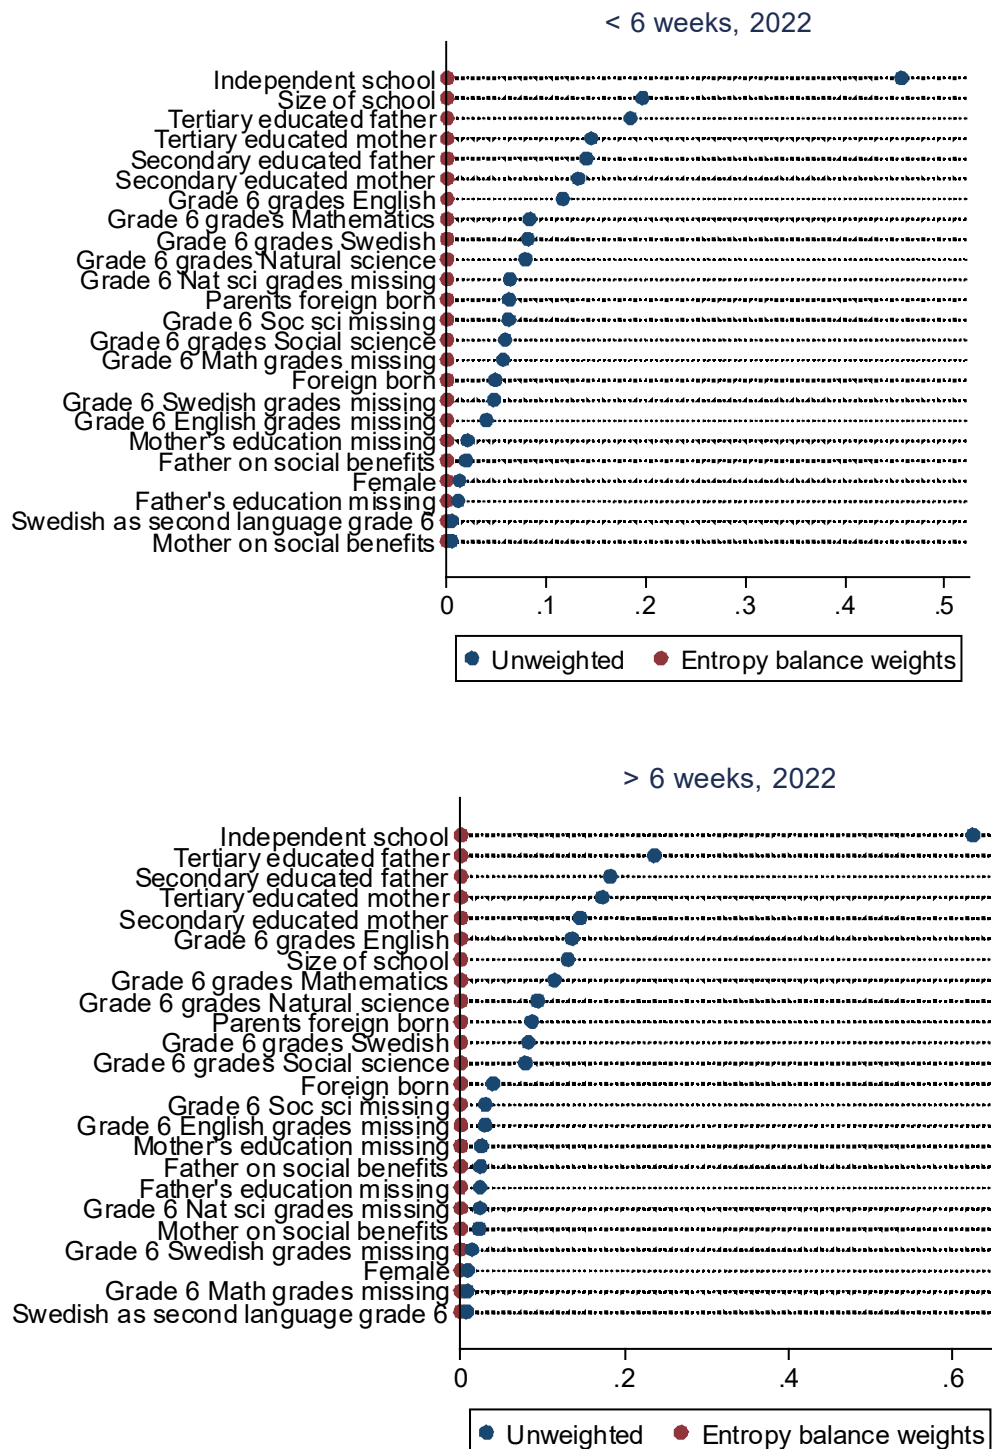 < 6 weeks, 2022
Independent school
Size of school
Tertiary educated father
Tertiary educated mother
Secondary educated father
Secondary educated mother
Grade 6 grades English
Grade 6 grades Mathematics
Grade 6 grades Swedish
Grade 6 grades Natural science
Grade 6 Nat sci grades missing
Parents foreign born
Grade 6 Soc sci missing
Grade 6 grades Social science
Grade 6 Math grades missing
Foreign born
Grade 6 Swedish grades missing
Grade 6 English grades missing
Mother's education missing
Father on social benefits
Female
Father's education missing
Swedish as second language grade 6
Mother on social benefits
0 .1 .2 .3 .4 .5
Unweighted Entropy balance weights
> 6 weeks, 2022
Independent school
Tertiary educated father
Secondary educated father
Tertiary educated mother
Secondary educated mother
Grade 6 grades English
Size of school
Grade 6 grades Mathematics
Grade 6 grades Natural science
Parents foreign born
Grade 6 grades Swedish
Grade 6 grades Social science
Foreign born
Grade 6 Soc sci missing
Grade 6 English grades missing
Mother's education missing
Father on social benefits
Father's education missing
Grade 6 Nat sci grades missing
Mother on social benefits
Grade 6 Swedish grades missing
Female
Grade 6 Math grades missing
Swedish as second language grade 6
0 .2 .4 .6
Unweighted Entropy balance weights